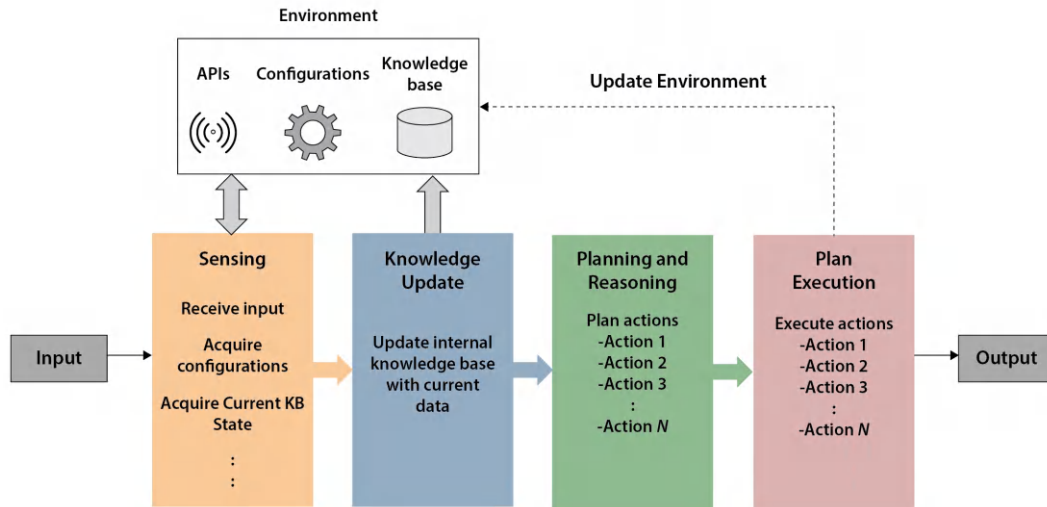 Environment
APIs
Configurations
Knowledge
base
Update Environment
Input
Sensing
Receive input
Acquire
configurations
Acquire Current KB
State
:
:
Knowledge
Update
Update internal
knowledge base
with current
data
Planning and
Reasoning
Plan actions
-Action 1
-Action 2
-Action 3
:
-Action N
Plan
Execution
Execute actions
-Action 1
-Action 2
-Action 3
:
-Action N
Output